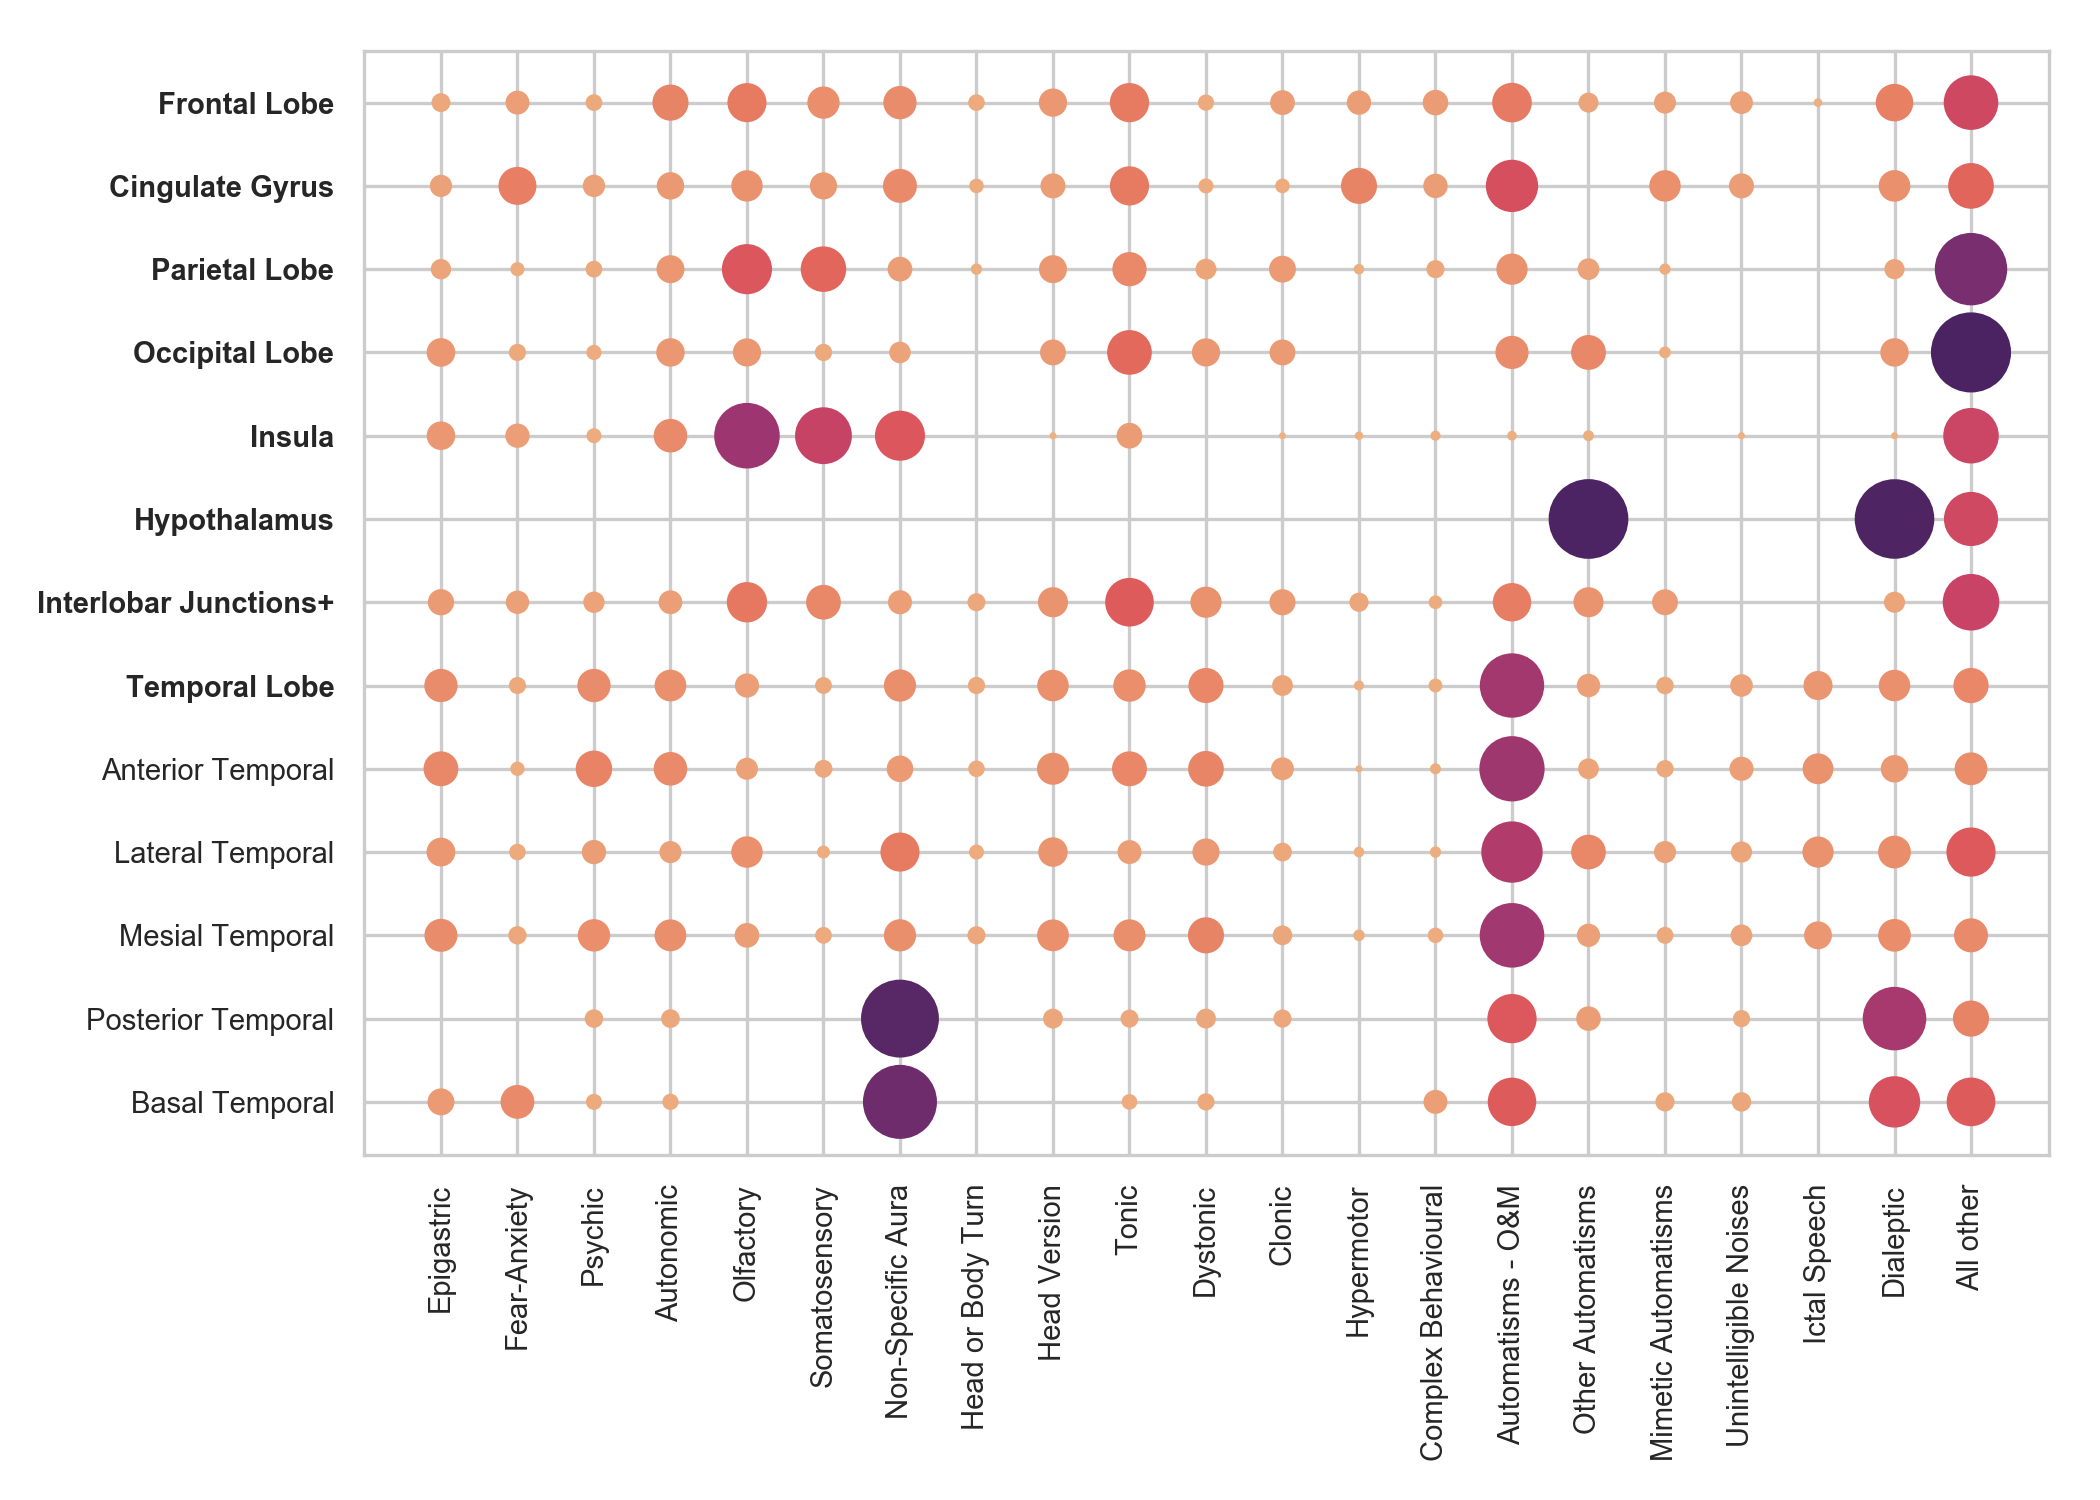 Frontal Lobe
Cingulate Gyrus
Parietal Lobe
Occipital Lobe
Insula
Hypothalamus
Interlobar Junctions+
Temporal Lobe
Anterior Temporal
Lateral Temporal
Mesial Temporal
Posterior Temporal
Basal Temporal
Epigastric
Fear-Anxiety
Psychic
Autonomic
Olfactory
Somatosensory
Non-Specific Aura
Head or Body Turn
Head Version
Tonic
Dystonic
Clonic
Hypermotor
Complex Behavioural
Automatisms - O&M
Other Automatisms
Mimetic Automatisms
Unintelligible Noises
Ictal Speech
Dialeptic
All other